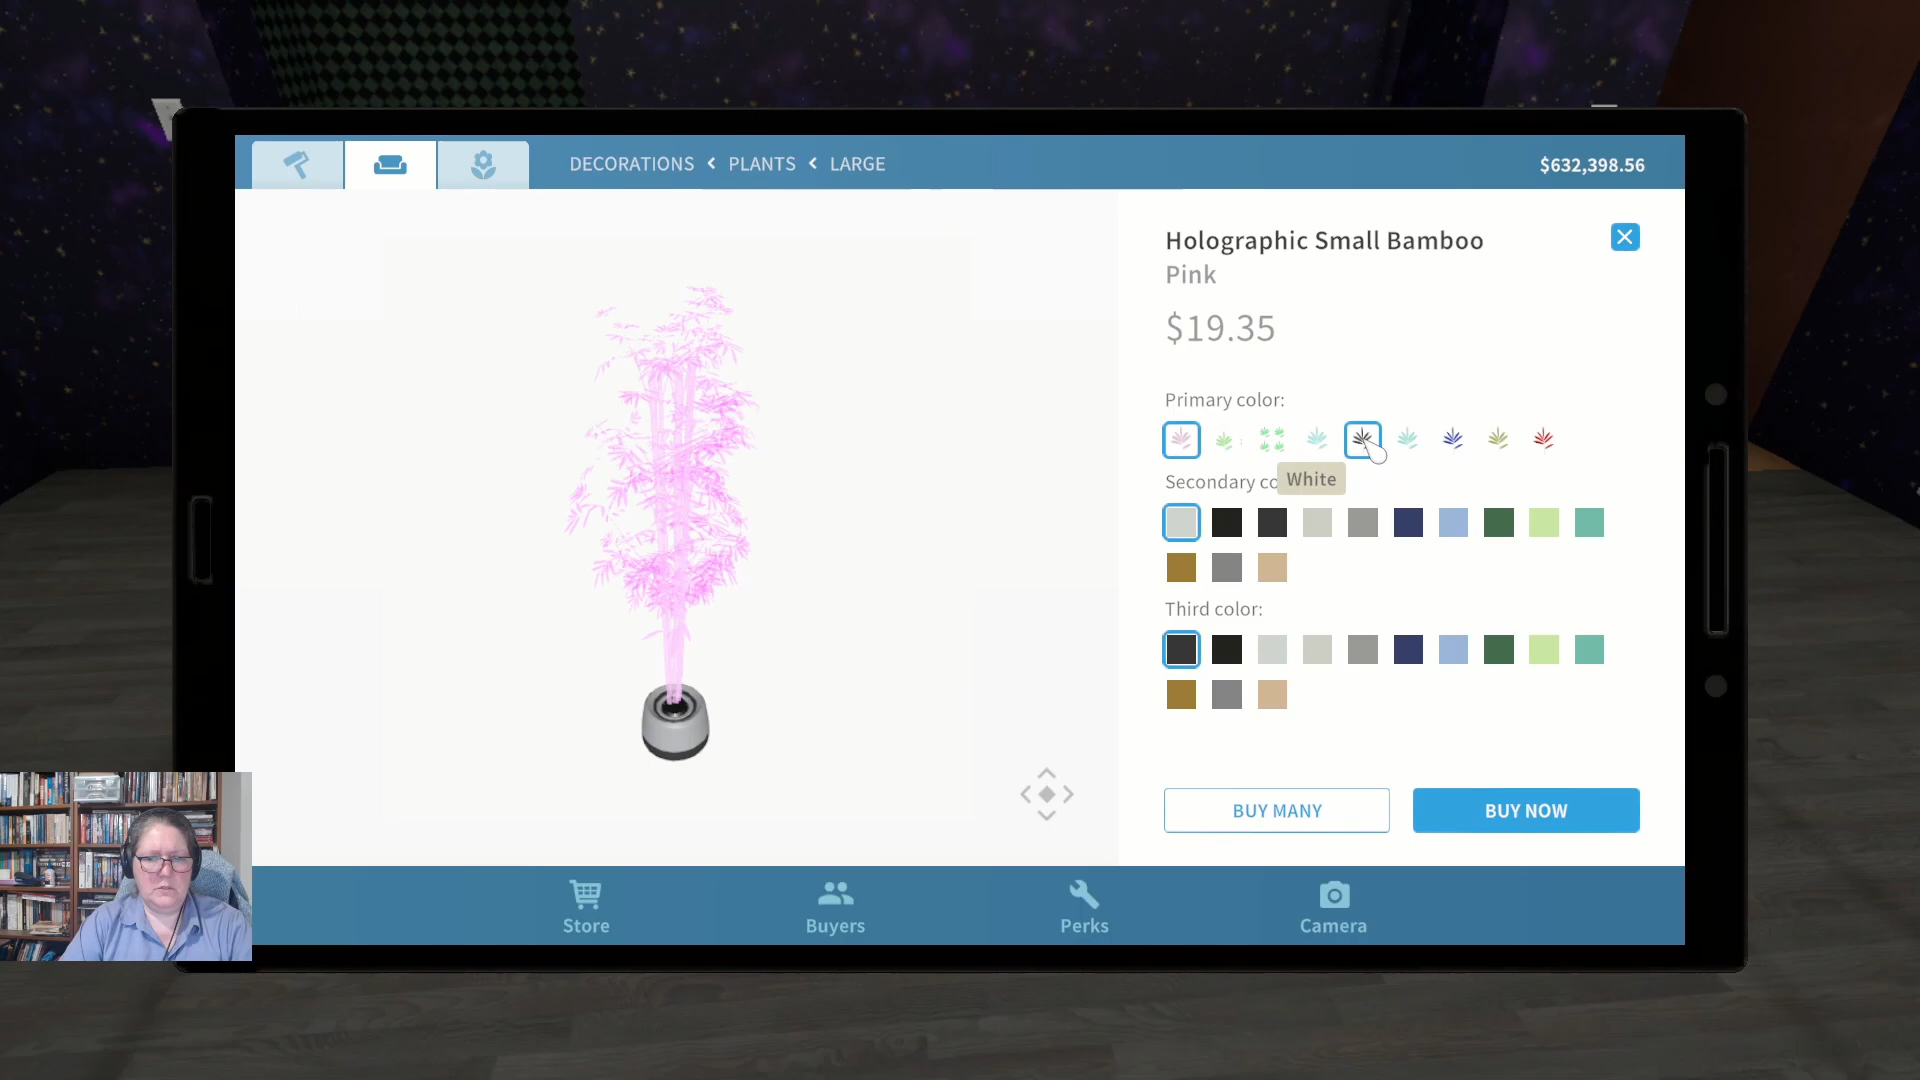 DECORATIONS < PLANTS < LARGE
$632,398.56
Holographic Small Bamboo
Pink
$19.35
Primary color:
White
Secondary co
Third color:
BUY MANY
BUY NOW
Store
Buyers
Perks
Camera